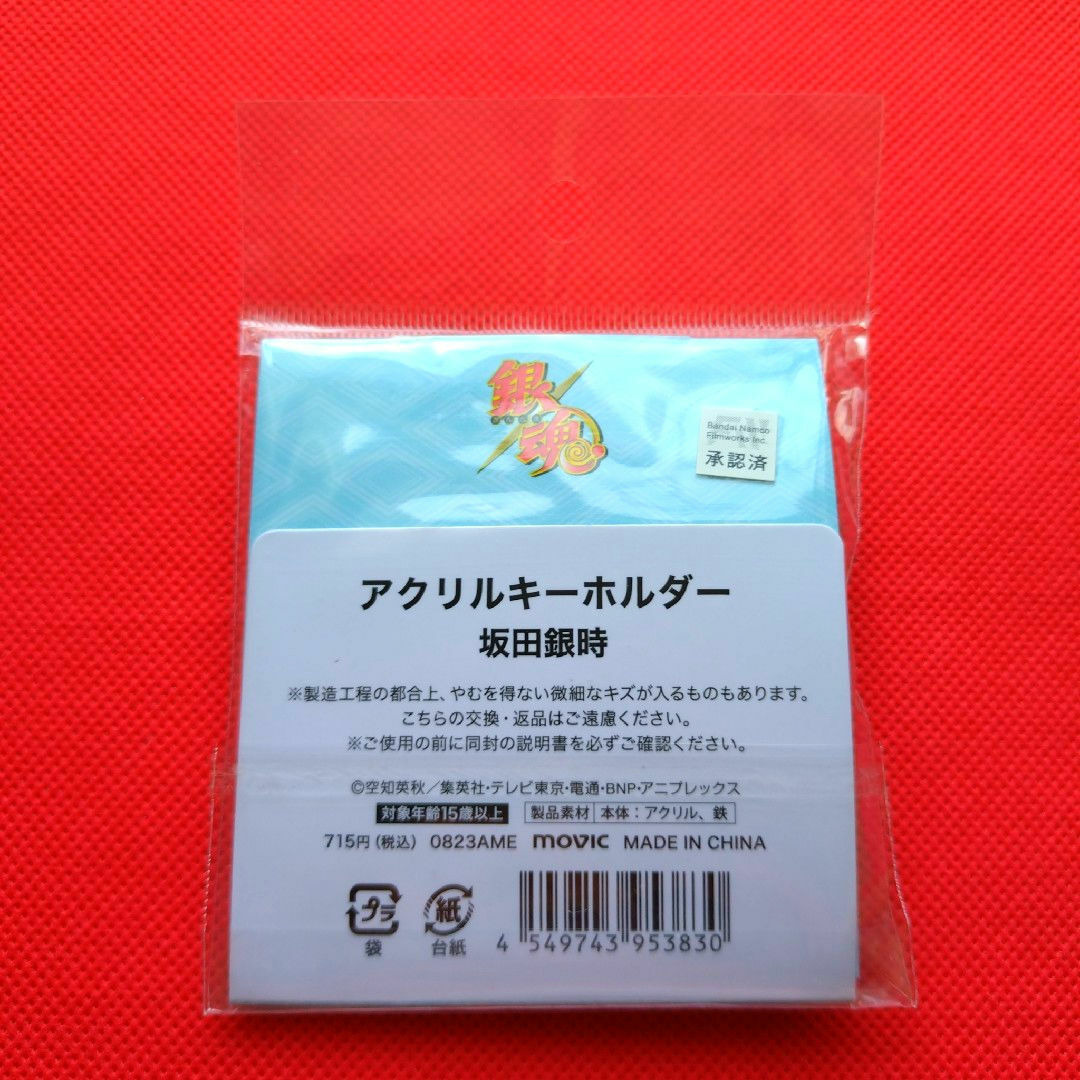 銀魂
Bandai Namco
Filmworks Inc.
承認済
アクリルキーホルダー
坂田銀時
※製造工程の都合上、やむを得ない微細なキズが入るものもあります。
こちらの交換・返品はご遠慮ください。
※ご使用の前に同封の説明書を必ずご確認ください。
©空知英秋／集英社・テレビ東京・電通・BNP・アニプレックス
対象年齢15歳以上 製品素材 本体：アクリル、鉄
715円（税込） 0823AME movic MADE IN CHINA
プラ 紙
袋 台紙
4 549743 953830